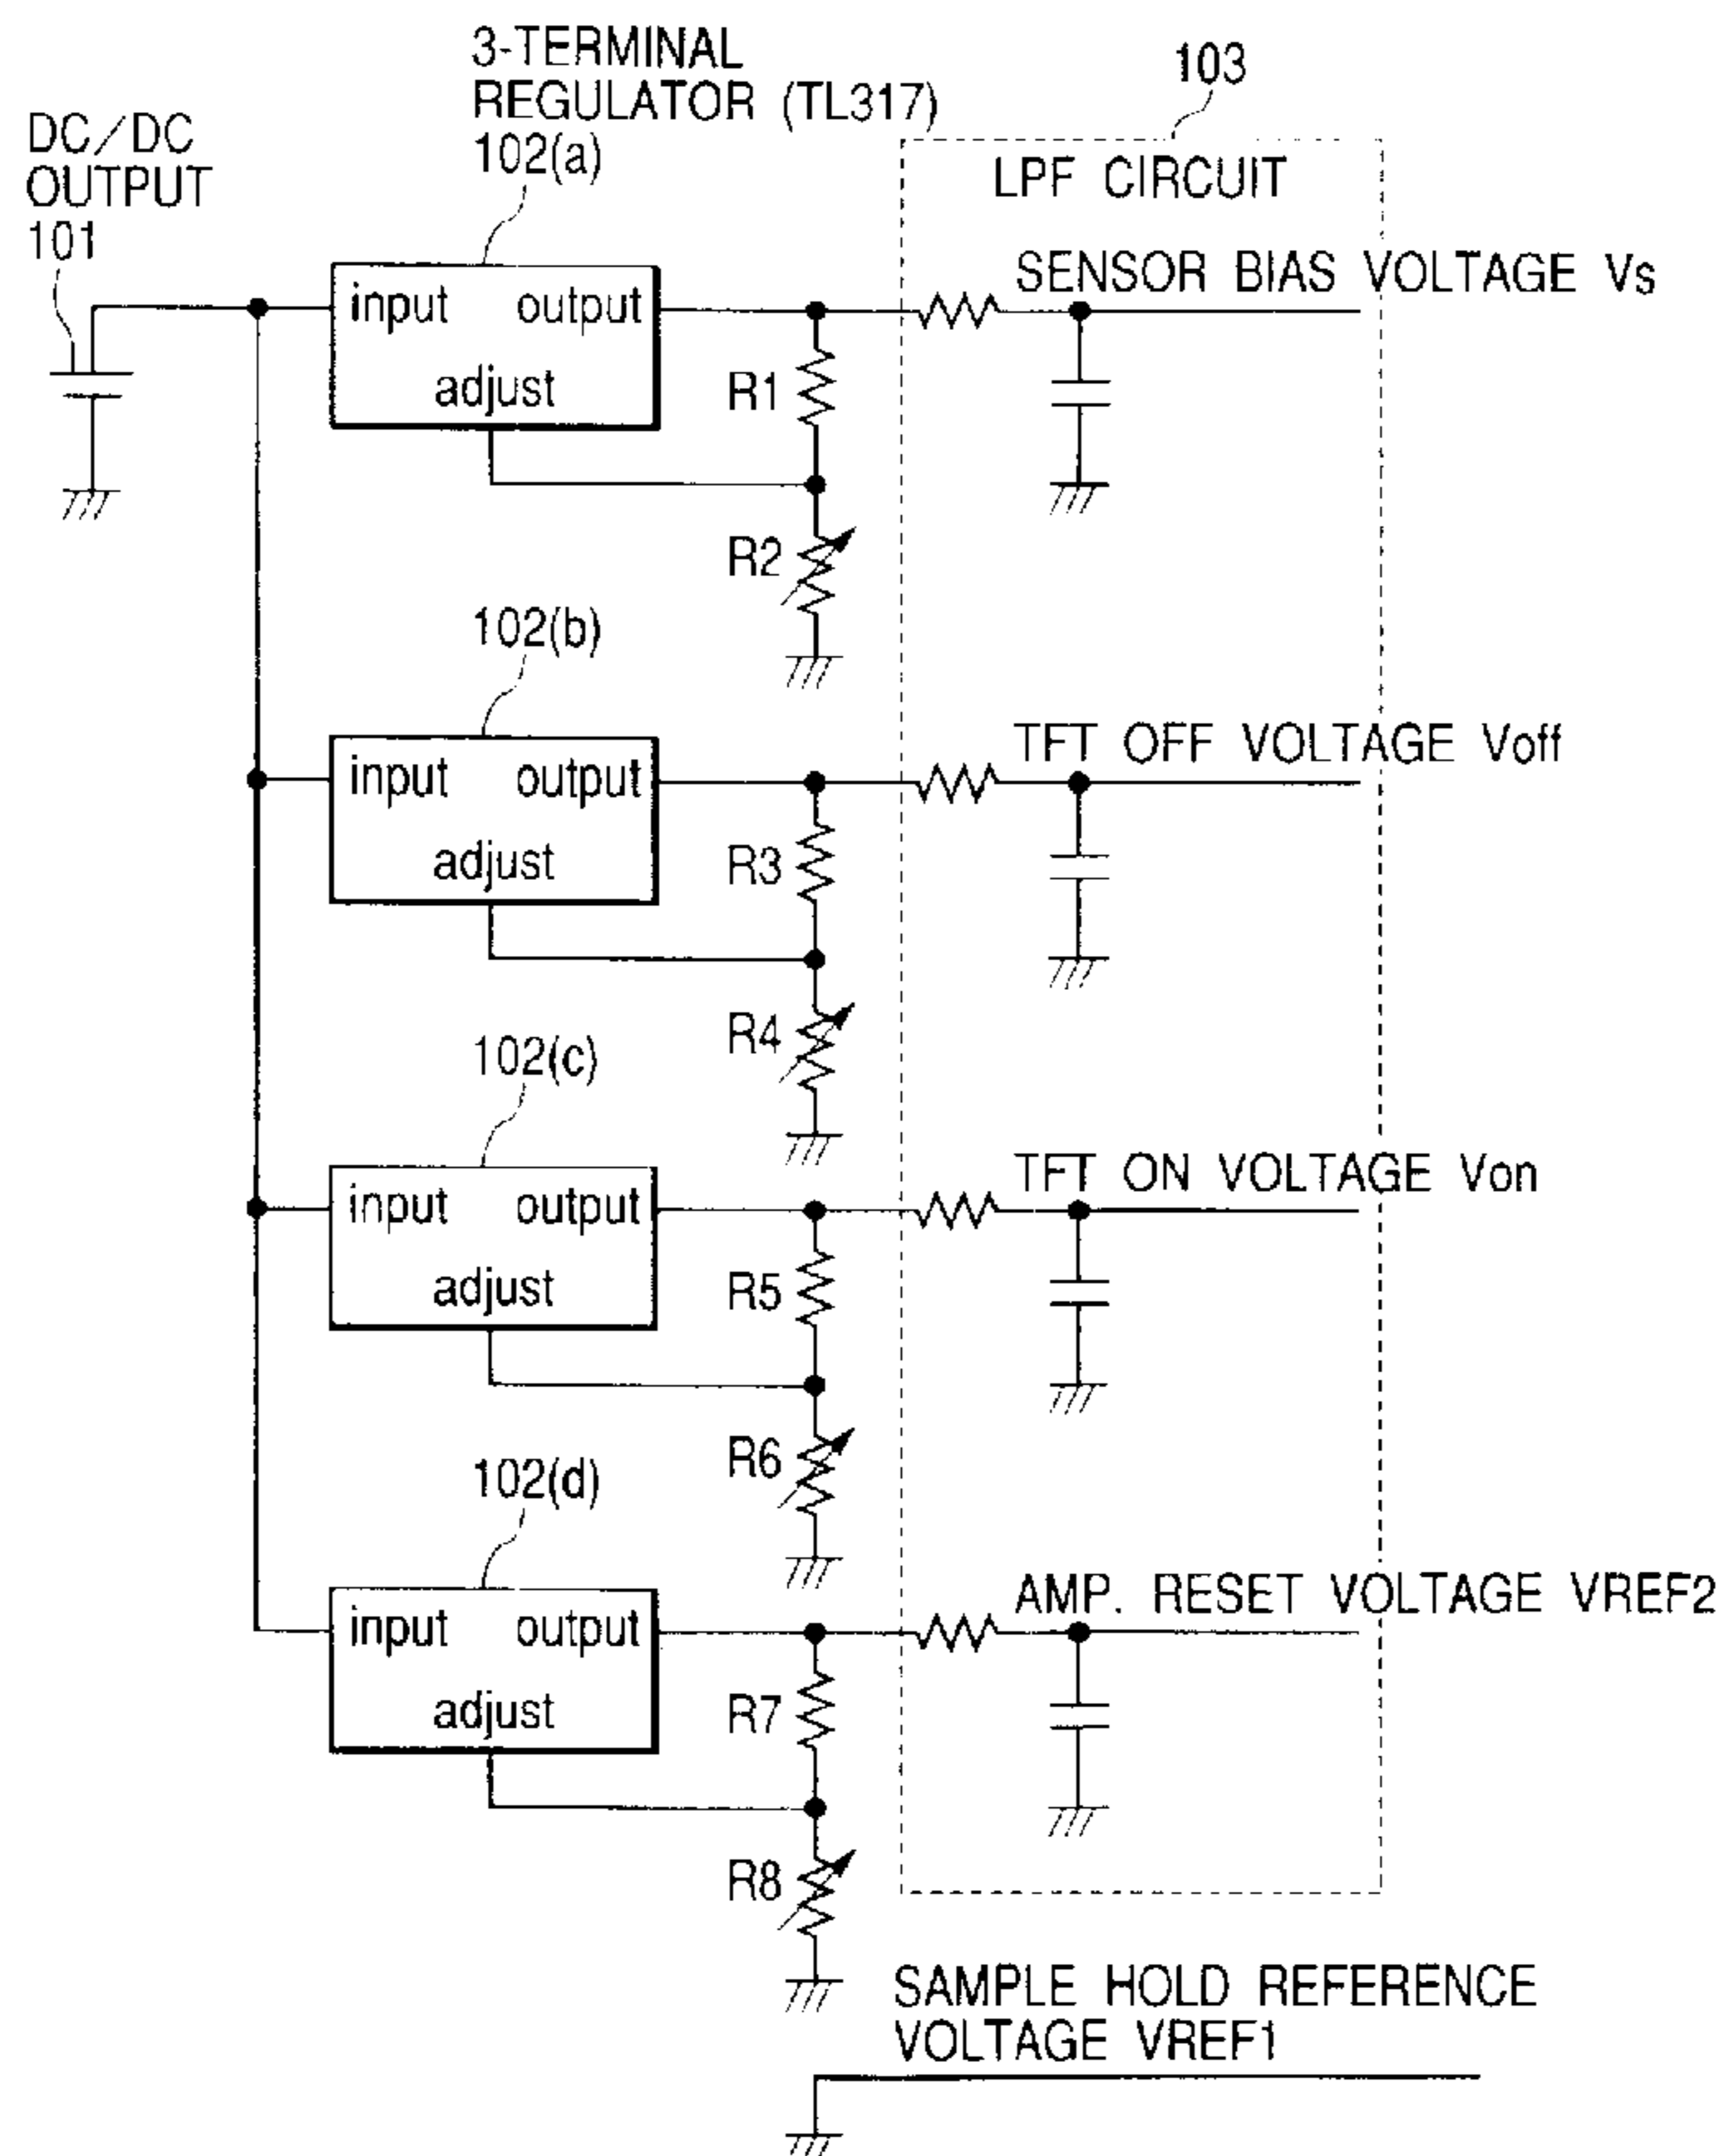 3-TERMINAL
REGULATOR (TL317)
102(a)
103
DC/DC
OUTPUT
101
LPF CIRCUIT
SENSOR BIAS VOLTAGE Vs
input output
adjust
R1
R2
102(b)
TFT OFF VOLTAGE Voff
input output
adjust
R3
R4
102(c)
TFT ON VOLTAGE Von
input output
adjust
R5
R6
102(d)
AMP. RESET VOLTAGE VREF2
input output
adjust
R7
R8
SAMPLE HOLD REFERENCE
VOLTAGE VREF1